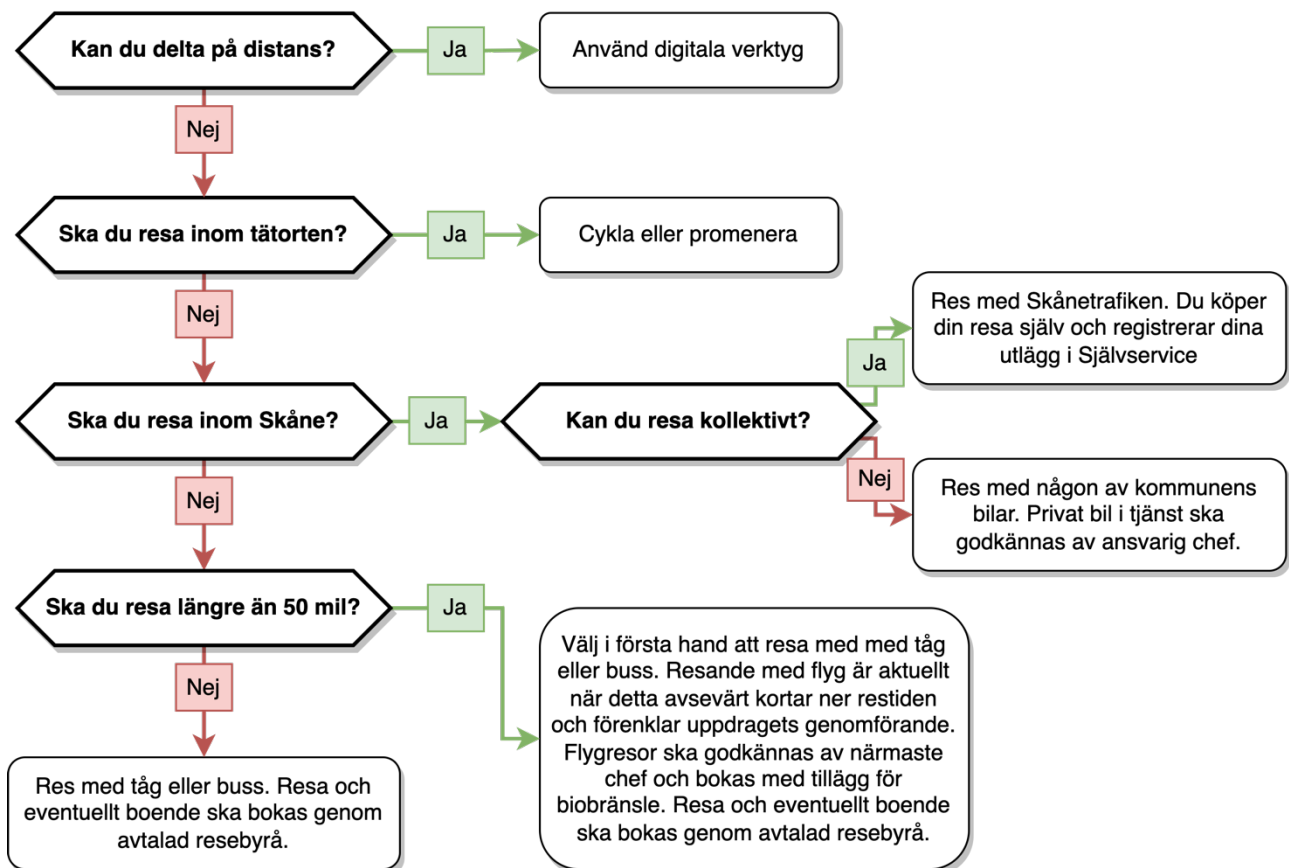 Kan du delta på distans?
Ja
Använd digitala verktyg
Nej
Ska du resa inom tätorten?
Ja
Cykla eller promenera
Nej
Ska du resa inom Skåne?
Ja
Kan du resa kollektivt?
Ja
Res med Skånetrafiken. Du köper
din resa själv och registrerar dina
utlägg i Självservice
Nej
Res med någon av kommunens
bilar. Privat bil i tjänst ska
godkännas av ansvarig chef.
Nej
Ska du resa längre än 50 mil?
Ja
Välj i första hand att resa med med tåg
eller buss. Resande med flyg är aktuellt
när detta avsevärt kortar ner restiden
och förenklar uppdragets genomförande.
Flygresor ska godkännas av närmaste
chef och bokas med tillägg för
biobränsle. Resa och eventuellt boende
ska bokas genom avtalad resebyrå.
Nej
Res med tåg eller buss. Resa och
eventuellt boende ska bokas genom
avtalad resebyrå.